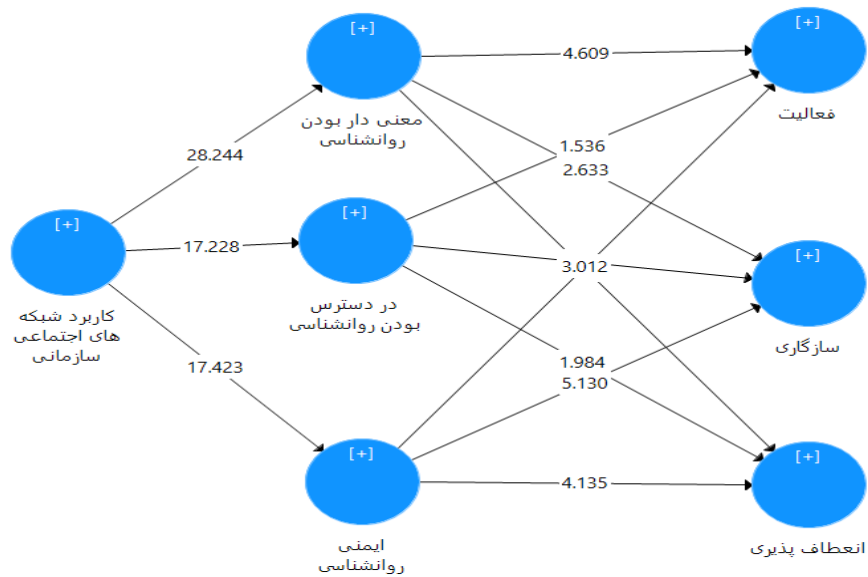 [+]
معنی دار بودن
روانشناسی
[+]
در دسترس
بودن روانشناسی
[+]
ایمنی
روانشناسی
[+]
کاربرد شبکه
های اجتماعی
سازمانی
[+]
فعالیت
[+]
سازگاری
[+]
انعطاف پذیری
28.244
17.228
17.423
4.609
1.536
2.633
3.012
1.984
5.130
4.135